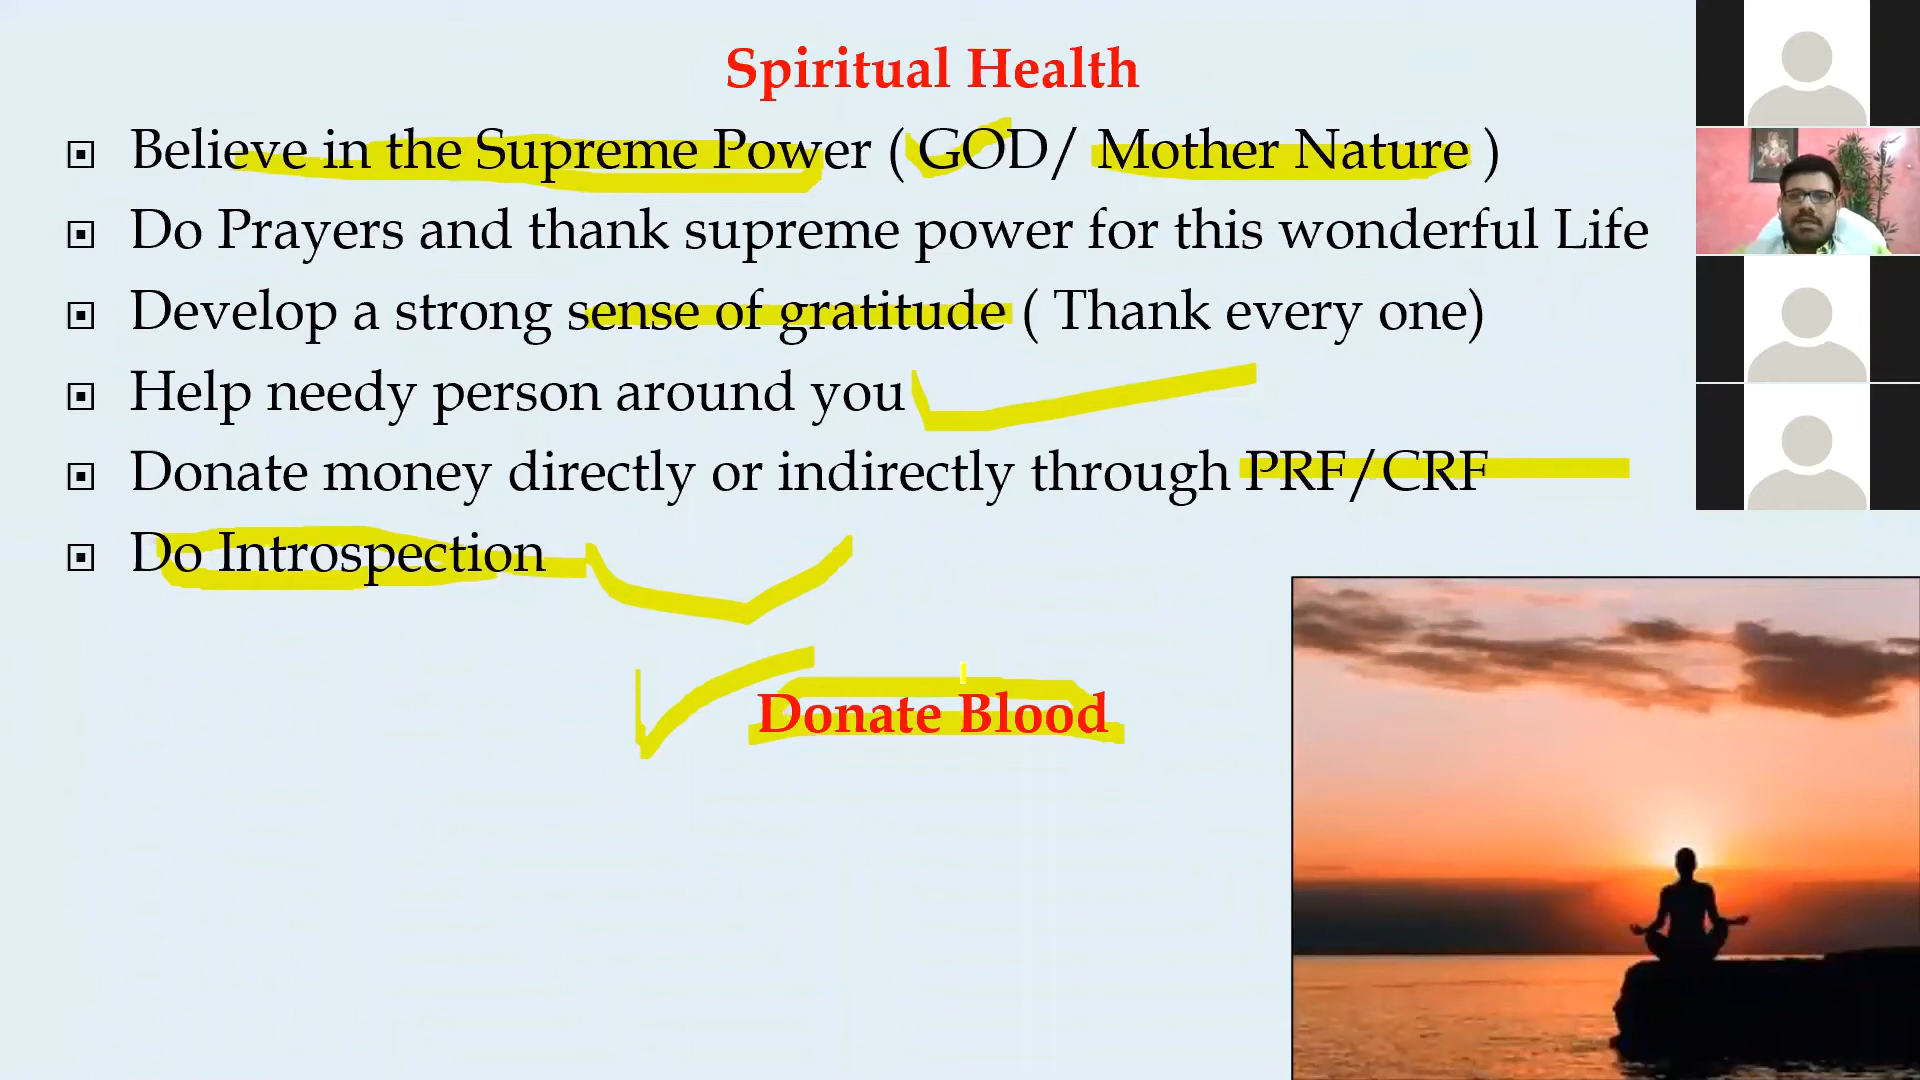 Spiritual Health
Believe in the Supreme Power ( GOD/ Mother Nature )
Do Prayers and thank supreme power for this wonderful Life
Develop a strong sense of gratitude ( Thank every one)
Help needy person around you
Donate money directly or indirectly through PRF/CRF
Do Introspection
Donate Blood